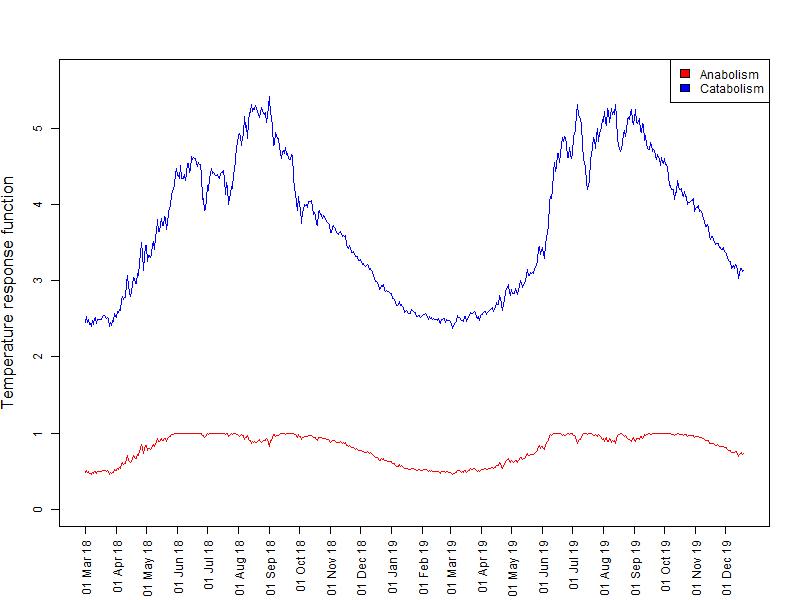 Anabolism
Catabolism
Temperature response function
5
4
3
2
1
0
01 Mar 18
01 Apr 18
01 May 18
01 Jun 18
01 Jul 18
01 Aug 18
01 Sep 18
01 Oct 18
01 Nov 18
01 Dec 18
01 Jan 19
01 Feb 19
01 Mar 19
01 Apr 19
01 May 19
01 Jun 19
01 Jul 19
01 Aug 19
01 Sep 19
01 Oct 19
01 Nov 19
01 Dec 19